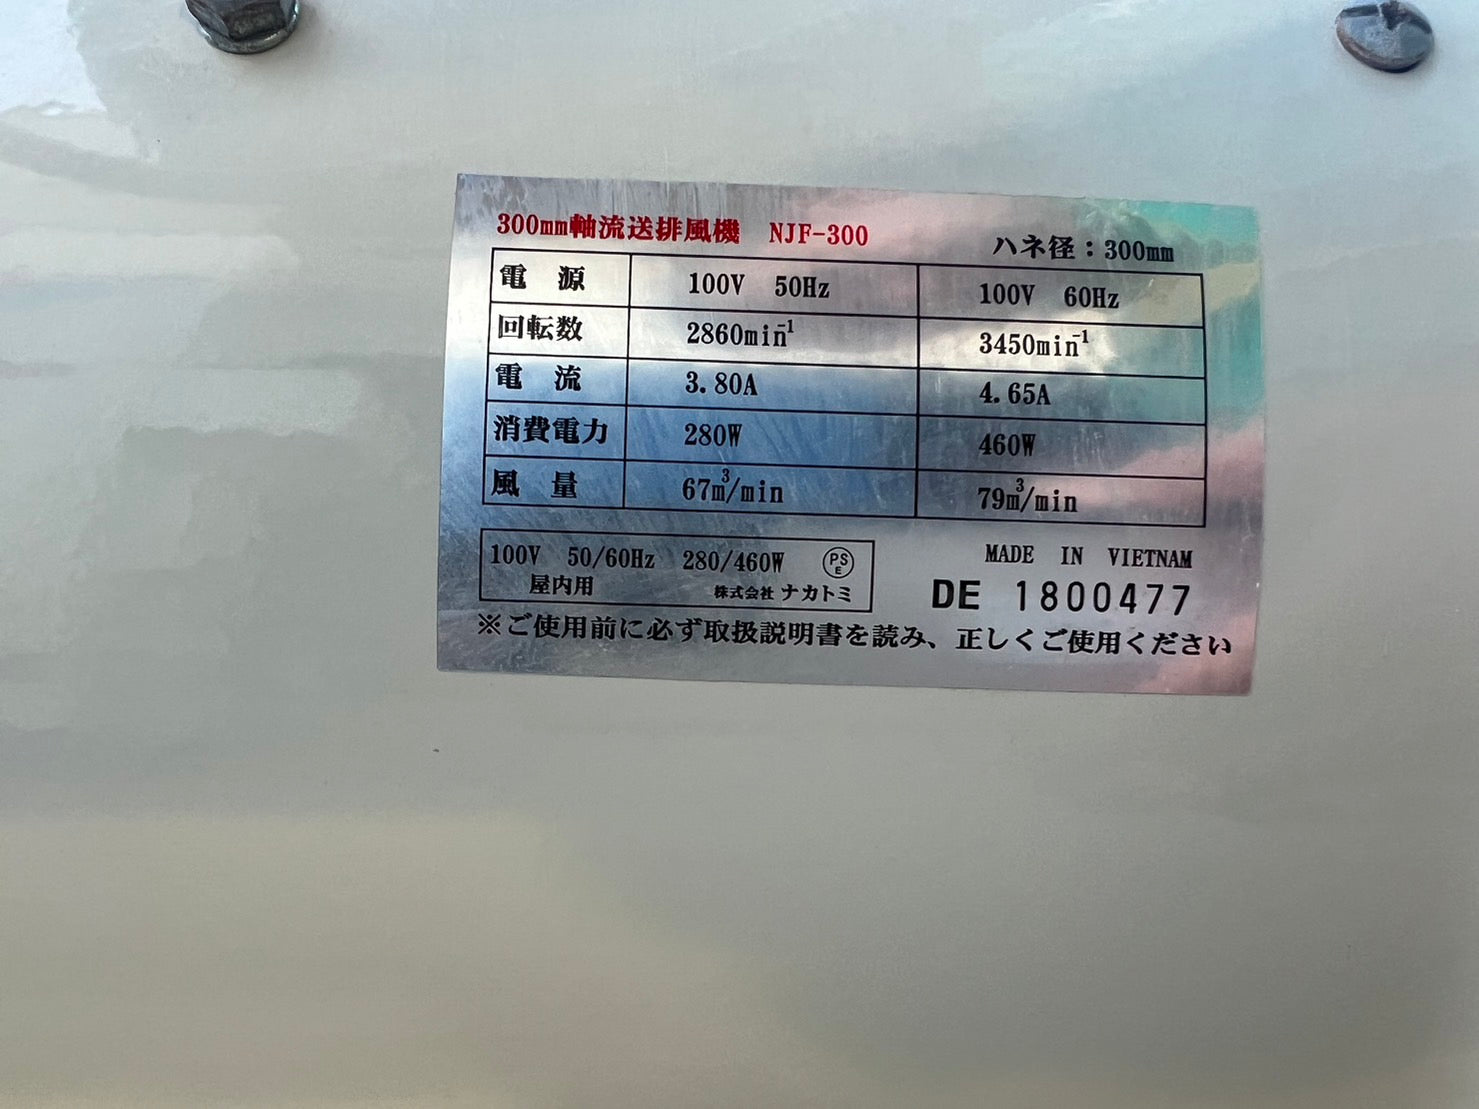 300mm軸流送排風機 NJF-300 ハネ径：300mm
電 源 100V 50Hz 100V 60Hz
回転数 2860min⁻¹ 3450min⁻¹
電 流 3.80A 4.65A
消費電力 280W 460W
風 量 67m³/min 79m³/min
100V 50/60Hz 280/460W PSE
屋内用 株式会社 ナカトミ
MADE IN VIETNAM
DE 1800477
※ご使用前に必ず取扱説明書を読み、正しくご使用ください